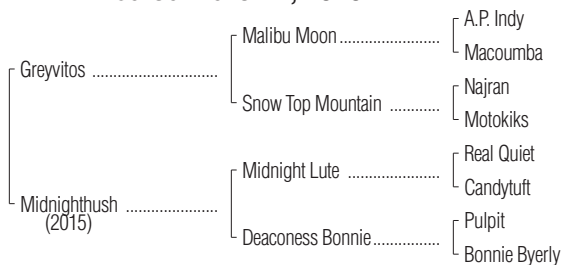 A.P. Indy
Malibu Moon
Macoumba
Greyvitos
Najran
Snow Top Mountain
Motokiks
Real Quiet
Midnight Lute
Candytuft
Midnighthush
(2015)
Pulpit
Deaconess Bonnie
Bonnie Byerly